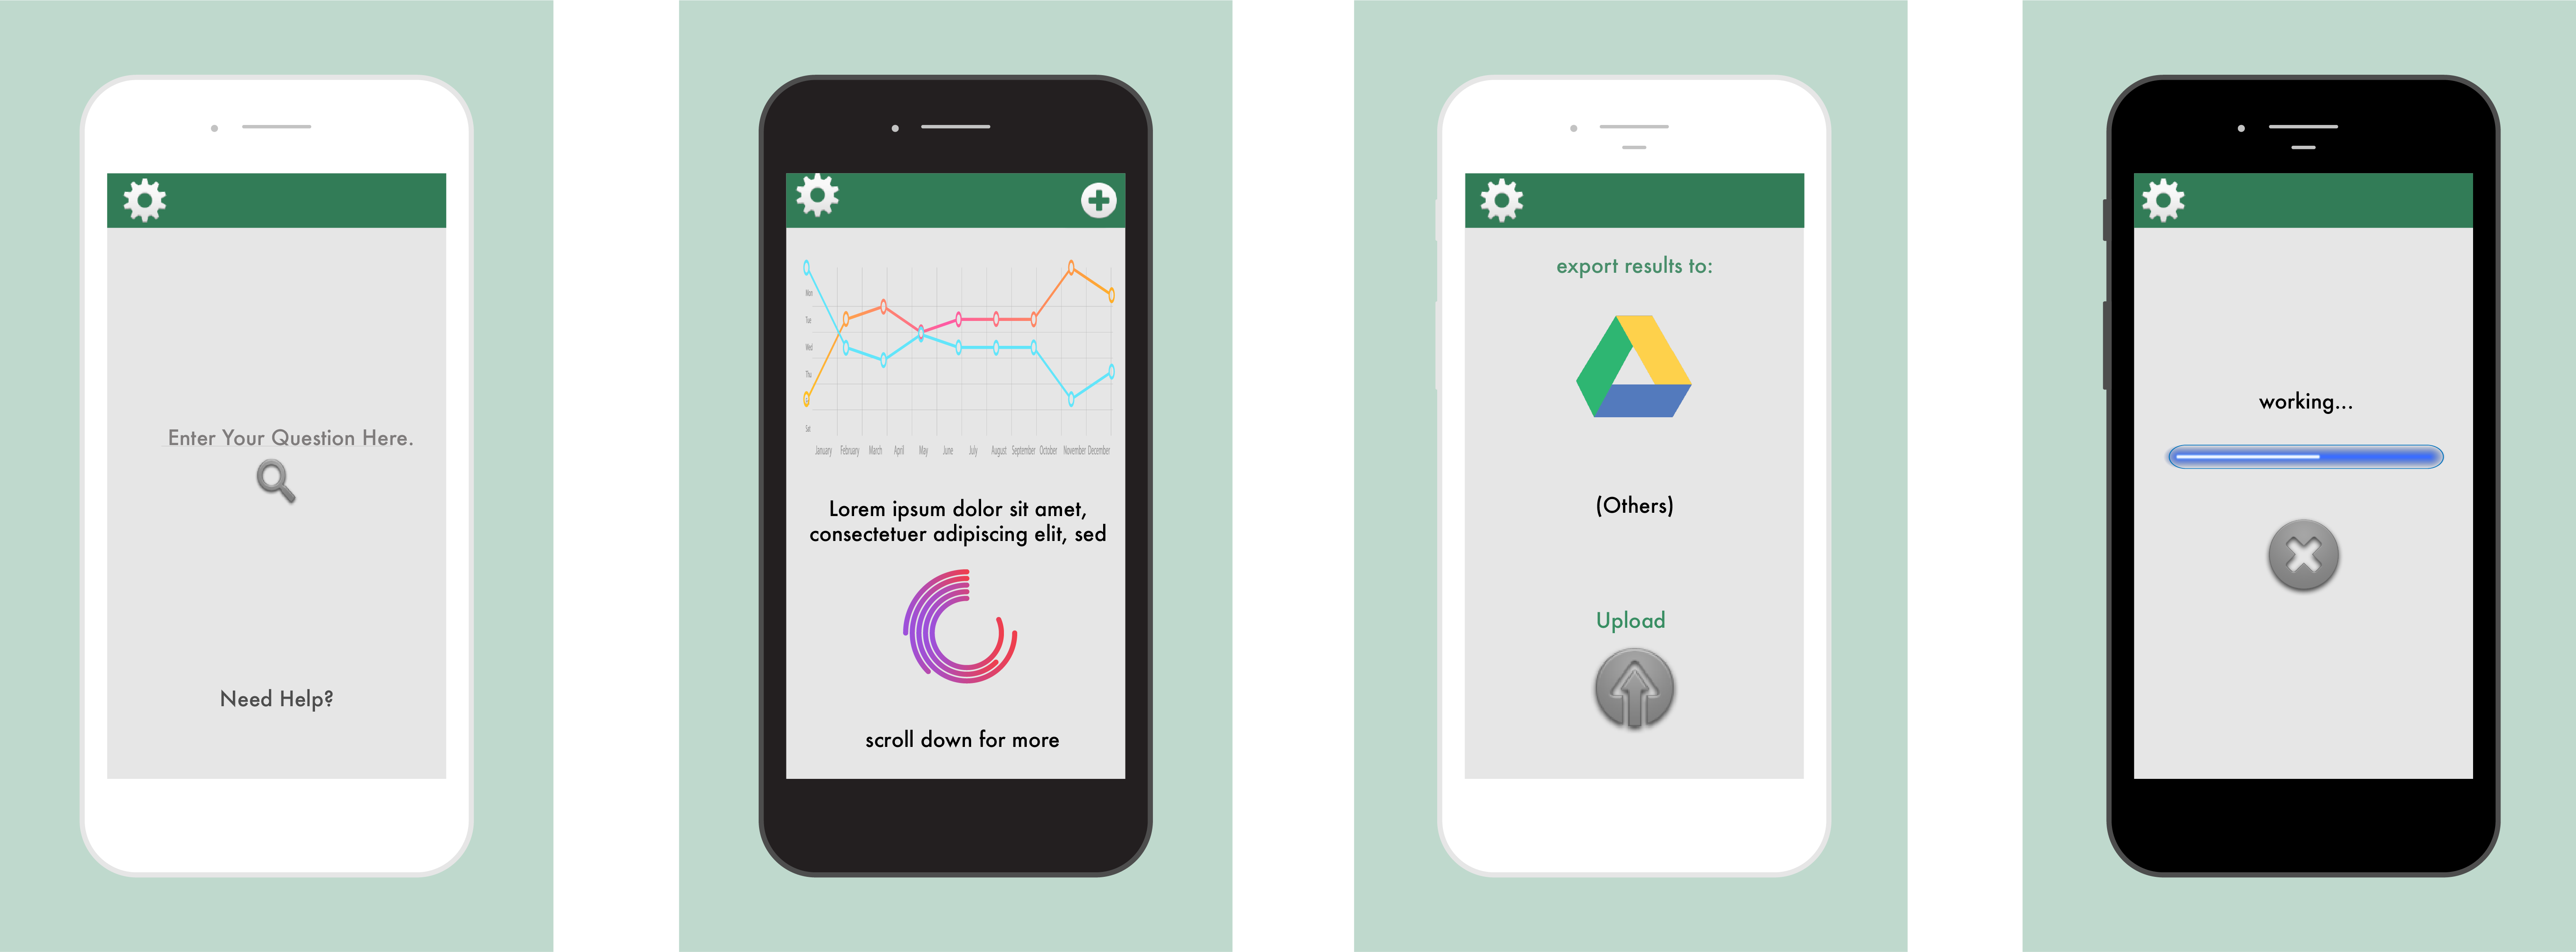 Enter Your Question Here.
Need Help?
Mon
Tue
Wed
Thu
Sat
January February March April May June July August September October November December
Lorem ipsum dolor sit amet,
consectetuer adipiscing elit, sed
scroll down for more
export results to:
(Others)
Upload
working...